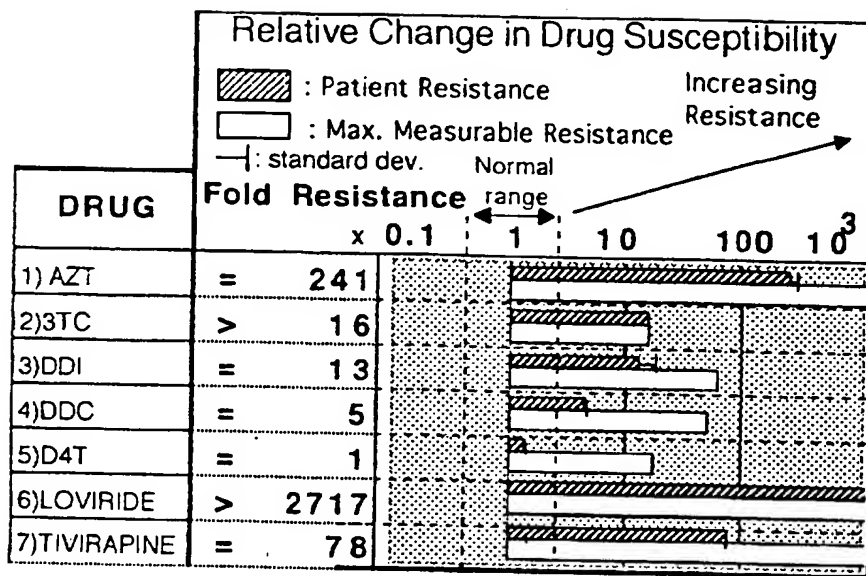 Relative Change in Drug Susceptibility
: Patient Resistance
Increasing
Resistance
: Max. Measurable Resistance
: standard dev.
Normal
range
DRUG
Fold Resistance
x 0.1 1 10 100 10³
1) AZT = 241
2)3TC > 16
3)DDI = 13
4)DDC = 5
5)D4T = 1
6)LOVIRIDE > 2717
7)TIVIRAPINE = 78